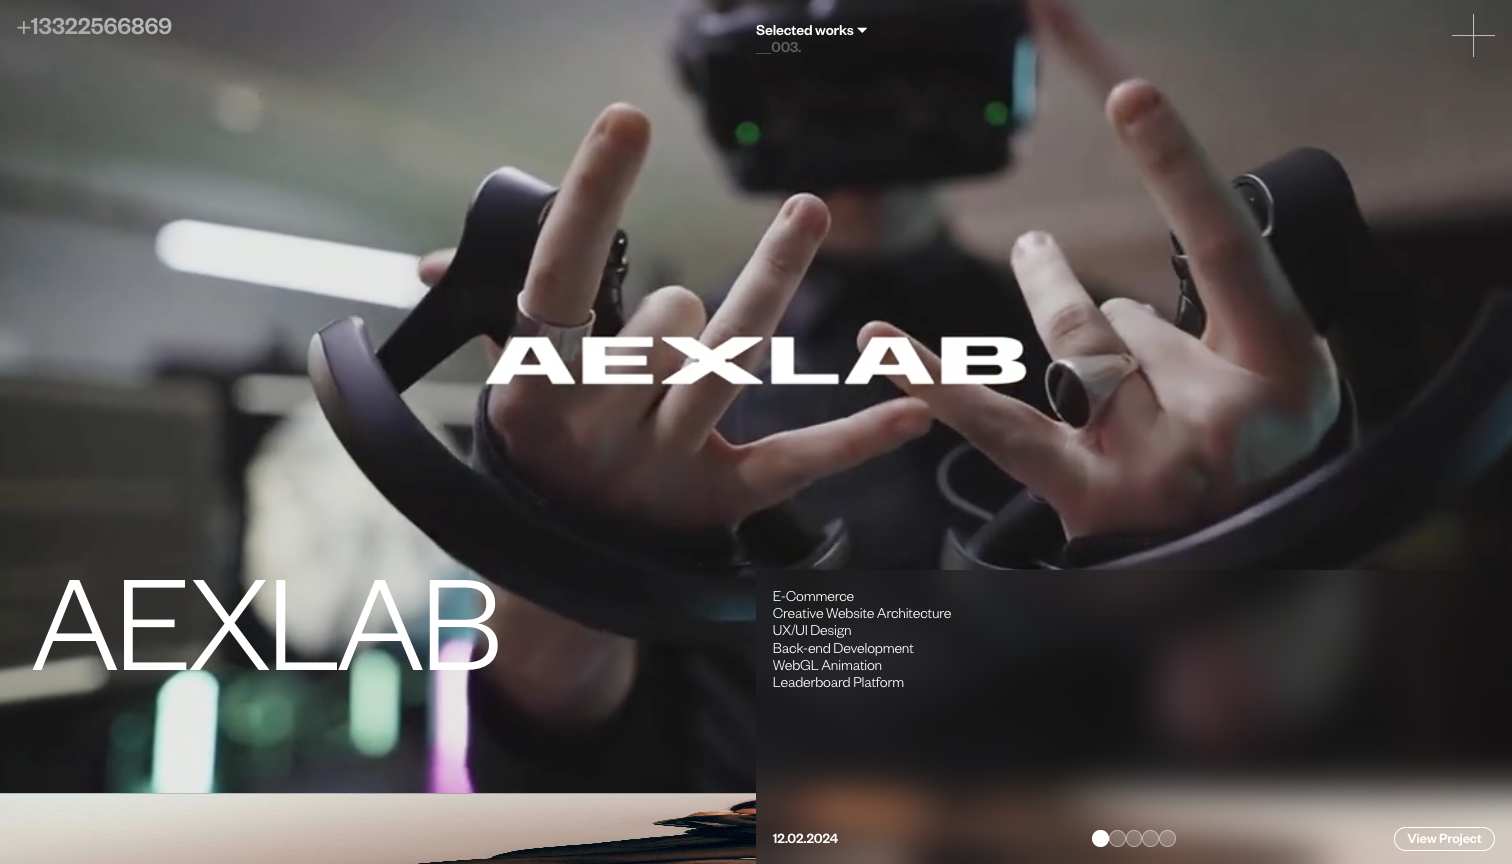 +13322566869
Selected works
__003.
AEXLAB
AEXLAB
E-Commerce
Creative Website Architecture
UX/UI Design
Back-end Development
WebGL Animation
Leaderboard Platform
12.02.2024
View Project